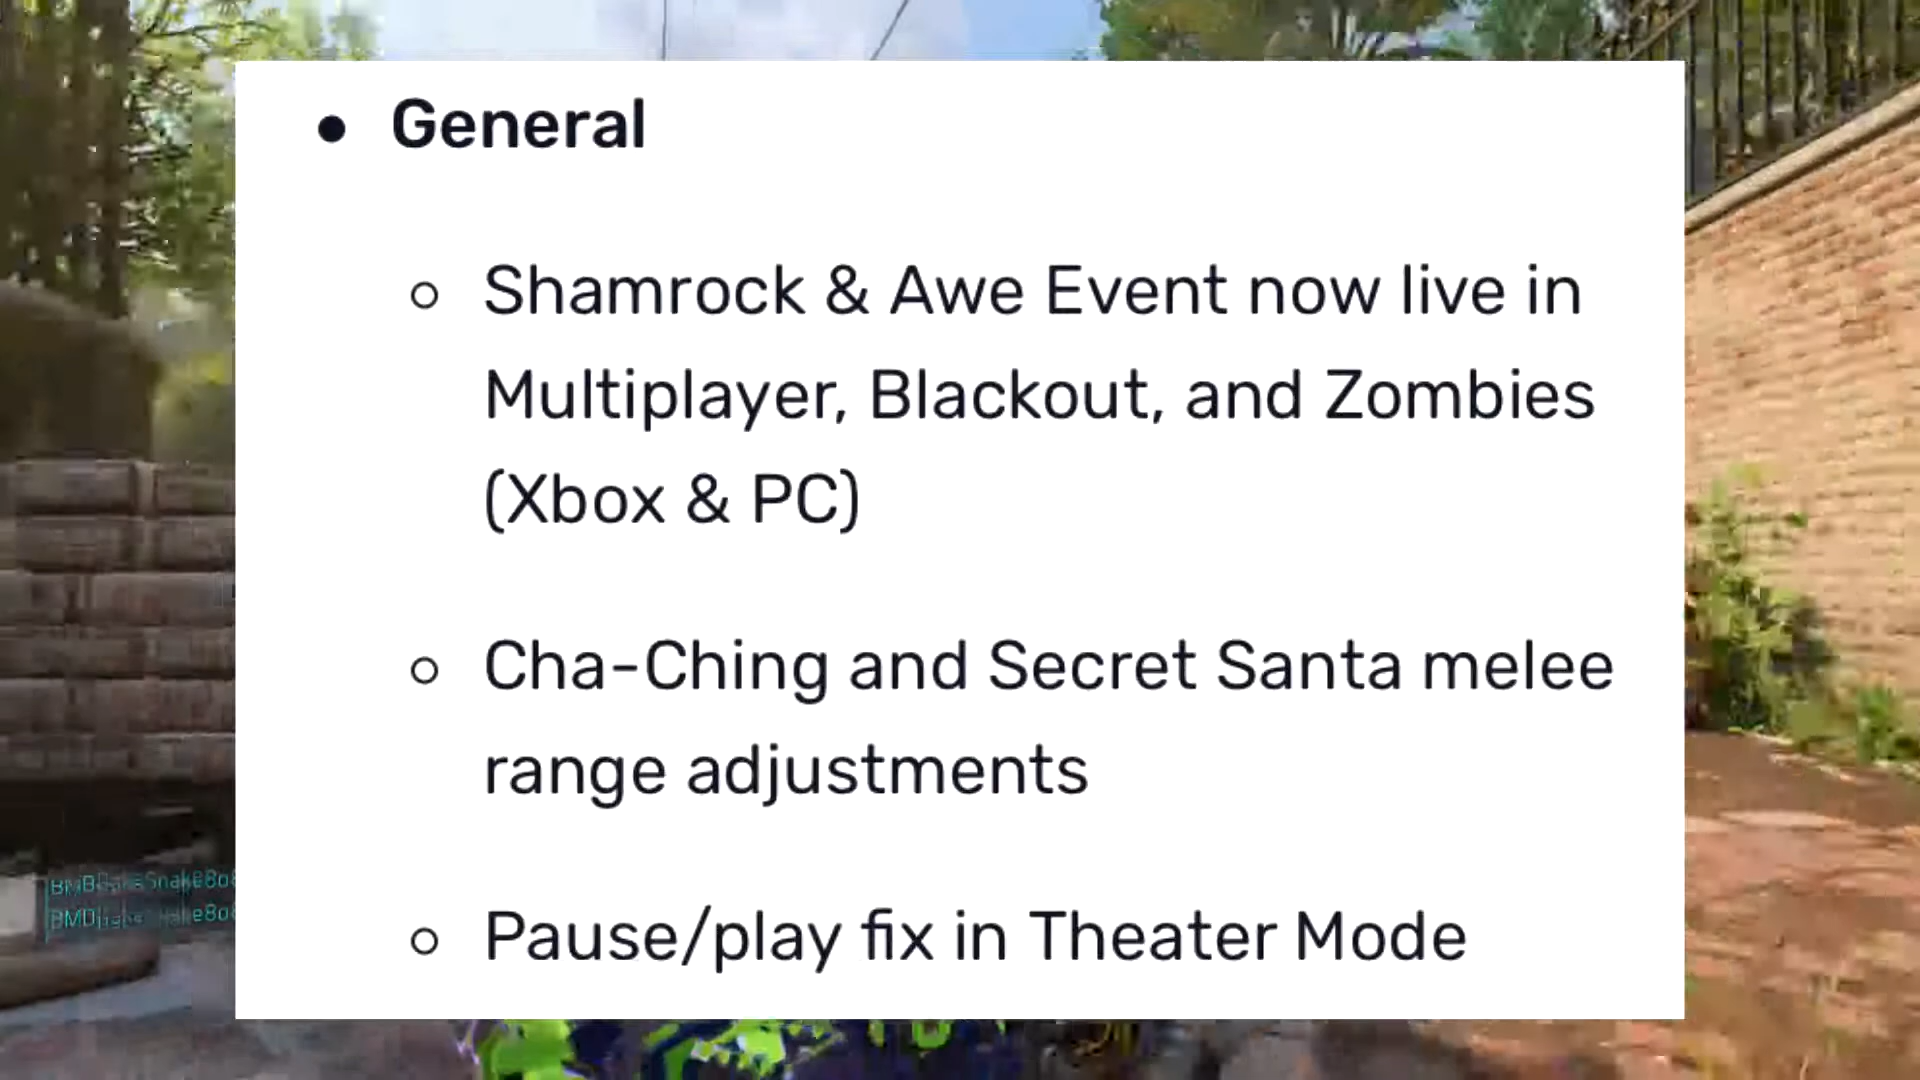 General
Shamrock & Awe Event now live in
Multiplayer, Blackout, and Zombies
(Xbox & PC)
Cha-Ching and Secret Santa melee
range adjustments
Pause/play fix in Theater Mode